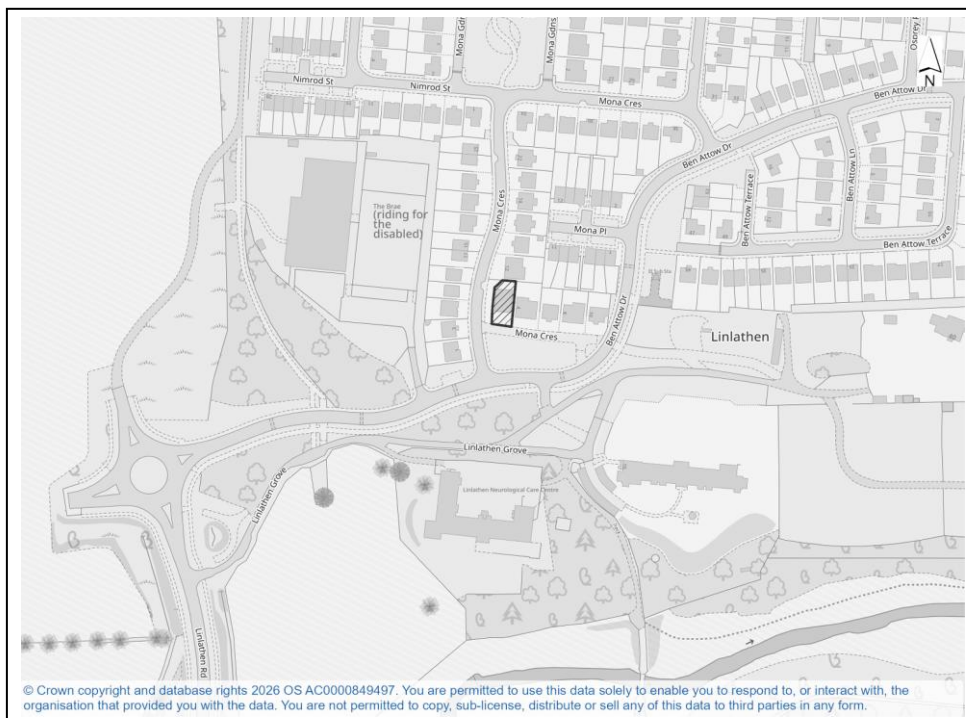 Mona Gdns
Mona Gdns
Osprey
N
Nimrod St
Nimrod St
Mona Cres
Ben Attow Dr
Ben Attow Dr
Ben Attow Ln
Ben Attow Terrace
Ben Attow Terrace
The Brae
(riding for
the
disabled)
Mona Cres
Mona Pl
El Sub Sta
Ben Attow Dr
Mona Cres
Linlathen
Linlathen Grove
Linlathen Grove
Linlathen Neurological Care Centre
Linlathen Rd
© Crown copyright and database rights 2026 OS AC0000849497. You are permitted to use this data solely to enable you to respond to, or interact with, the
organisation that provided you with the data. You are not permitted to copy, sub-license, distribute or sell any of this data to third parties in any form.